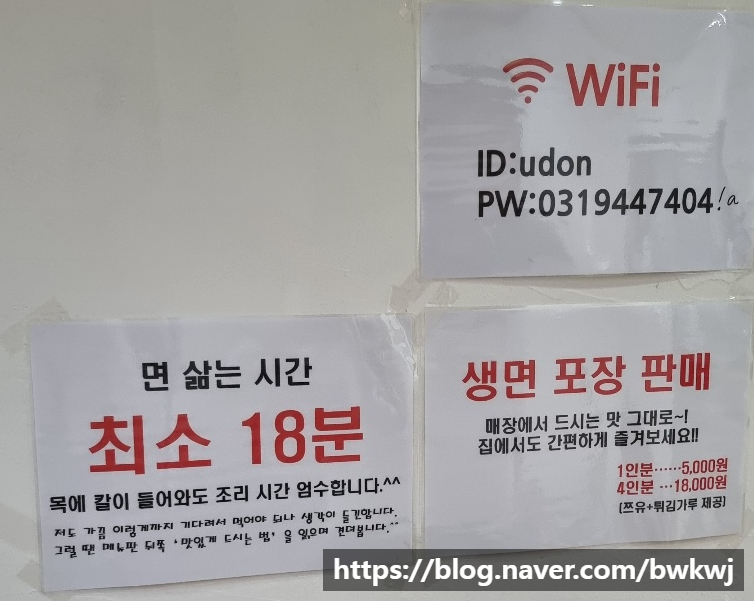 WiFi
ID:udon
PW:0319447404!a
면 삶는 시간
최소 18분
목에 칼이 들어와도 조리 시간 엄수합니다.^^
저도 가끔 이렇게까지 기다려서 먹어야 되나 생각이 들긴합니다.
그럴 땐 메뉴판 뒤쪽 '맛있게 드시는 법' 을 읽으며 견뎌봅니다.^^
생면 포장 판매
매장에서 드시는 맛 그대로~!
집에서도 간편하게 즐겨보세요!!
1인분……5,000원
4인분 …18,000원
(쯔유+튀김가루 제공)
https://blog.naver.com/bwkwj